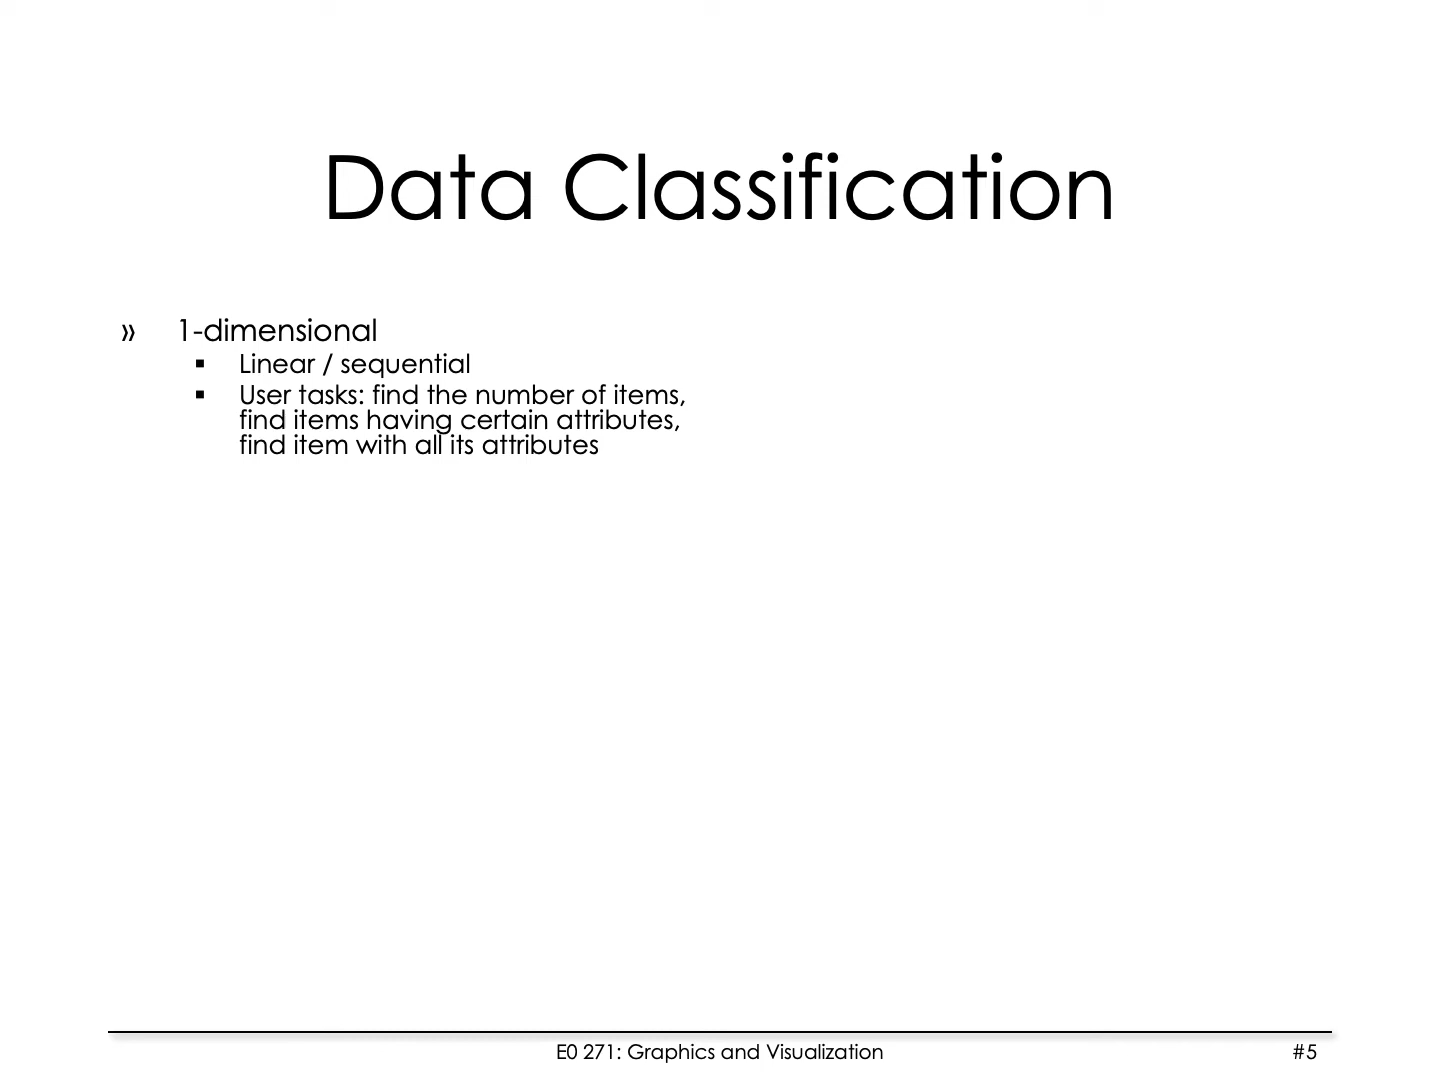 Data Classification
» 1-dimensional
▪ Linear / sequential
▪ User tasks: find the number of items,
find items having certain attributes,
find item with all its attributes
E0 271: Graphics and Visualization
#5